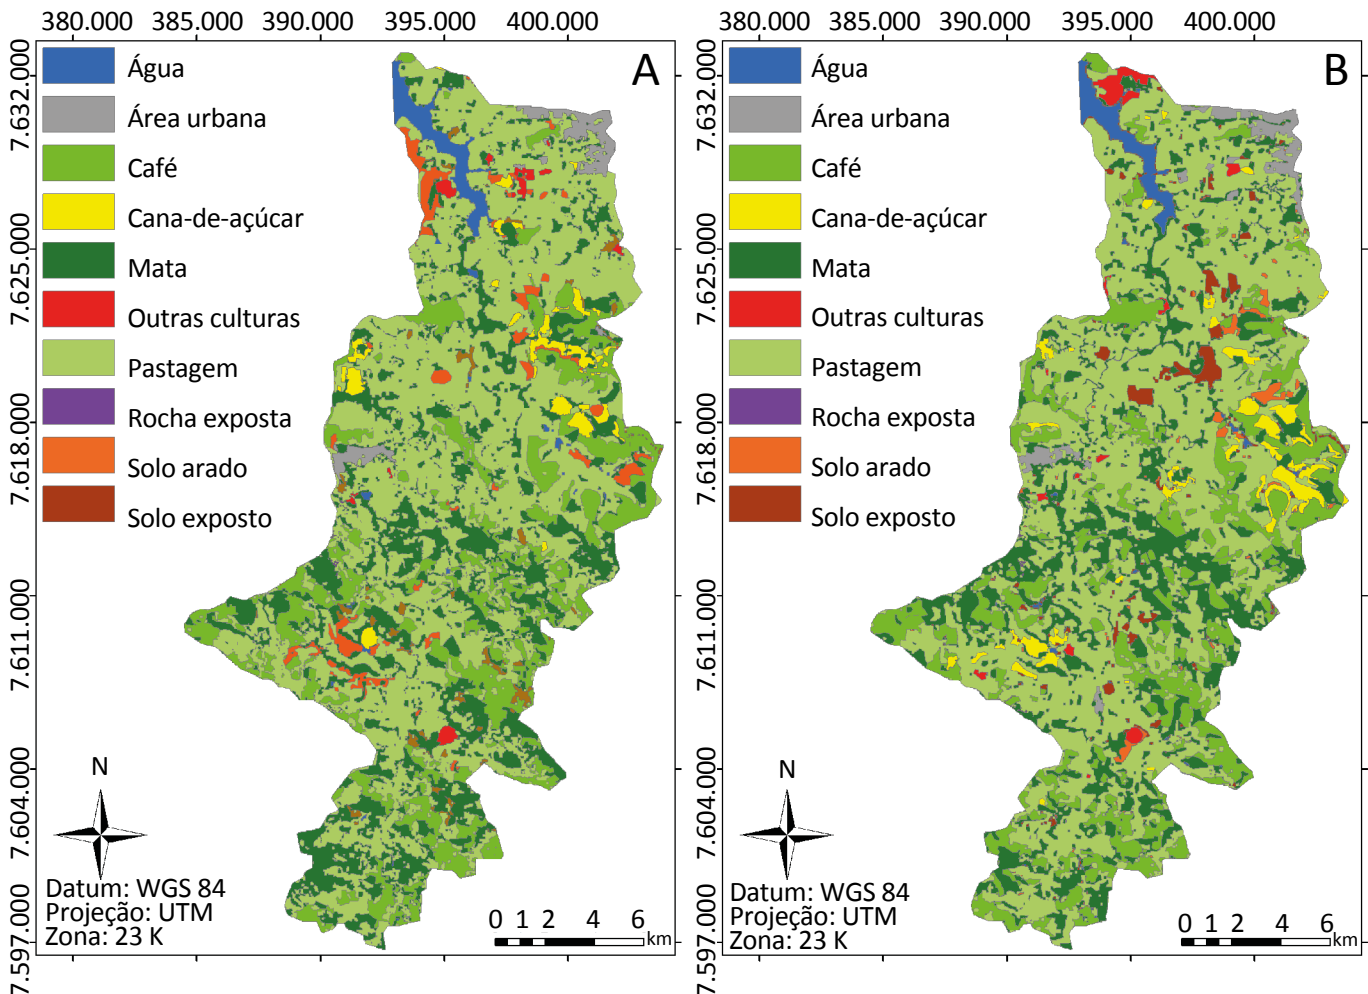 380.000 385.000 390.000 395.000 400.000
A
Água
Área urbana
Café
Cana-de-açúcar
Mata
Outras culturas
Pastagem
Rocha exposta
Solo arado
Solo exposto
7.632.000
7.625.000
7.618.000
7.611.000
7.604.000
7.597.000
N
Datum: WGS 84
Projeção: UTM
Zona: 23 K
0 1 2 4 6
km
380.000 385.000 390.000 395.000 400.000
B
Água
Área urbana
Café
Cana-de-açúcar
Mata
Outras culturas
Pastagem
Rocha exposta
Solo arado
Solo exposto
7.632.000
7.625.000
7.618.000
7.611.000
7.604.000
7.597.000
N
Datum: WGS 84
Projeção: UTM
Zona: 23 K
0 1 2 4 6
km